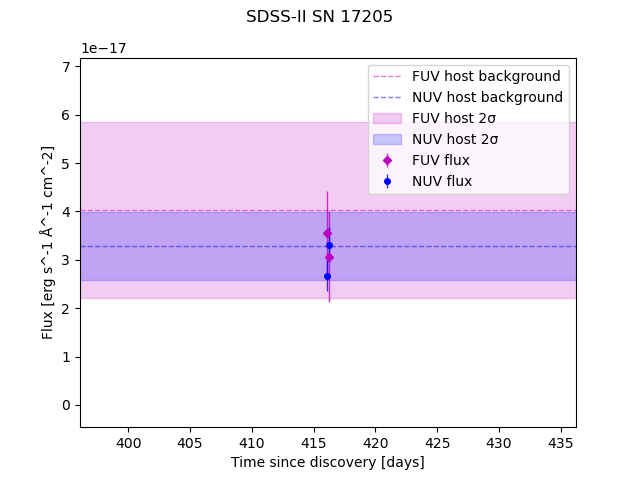 SDSS-II SN 17205
1e−17
7
6
5
4
3
2
1
0
Flux [erg s^-1 Å^-1 cm^-2]
FUV host background
NUV host background
FUV host 2σ
NUV host 2σ
FUV flux
NUV flux
400 405 410 415 420 425 430 435
Time since discovery [days]